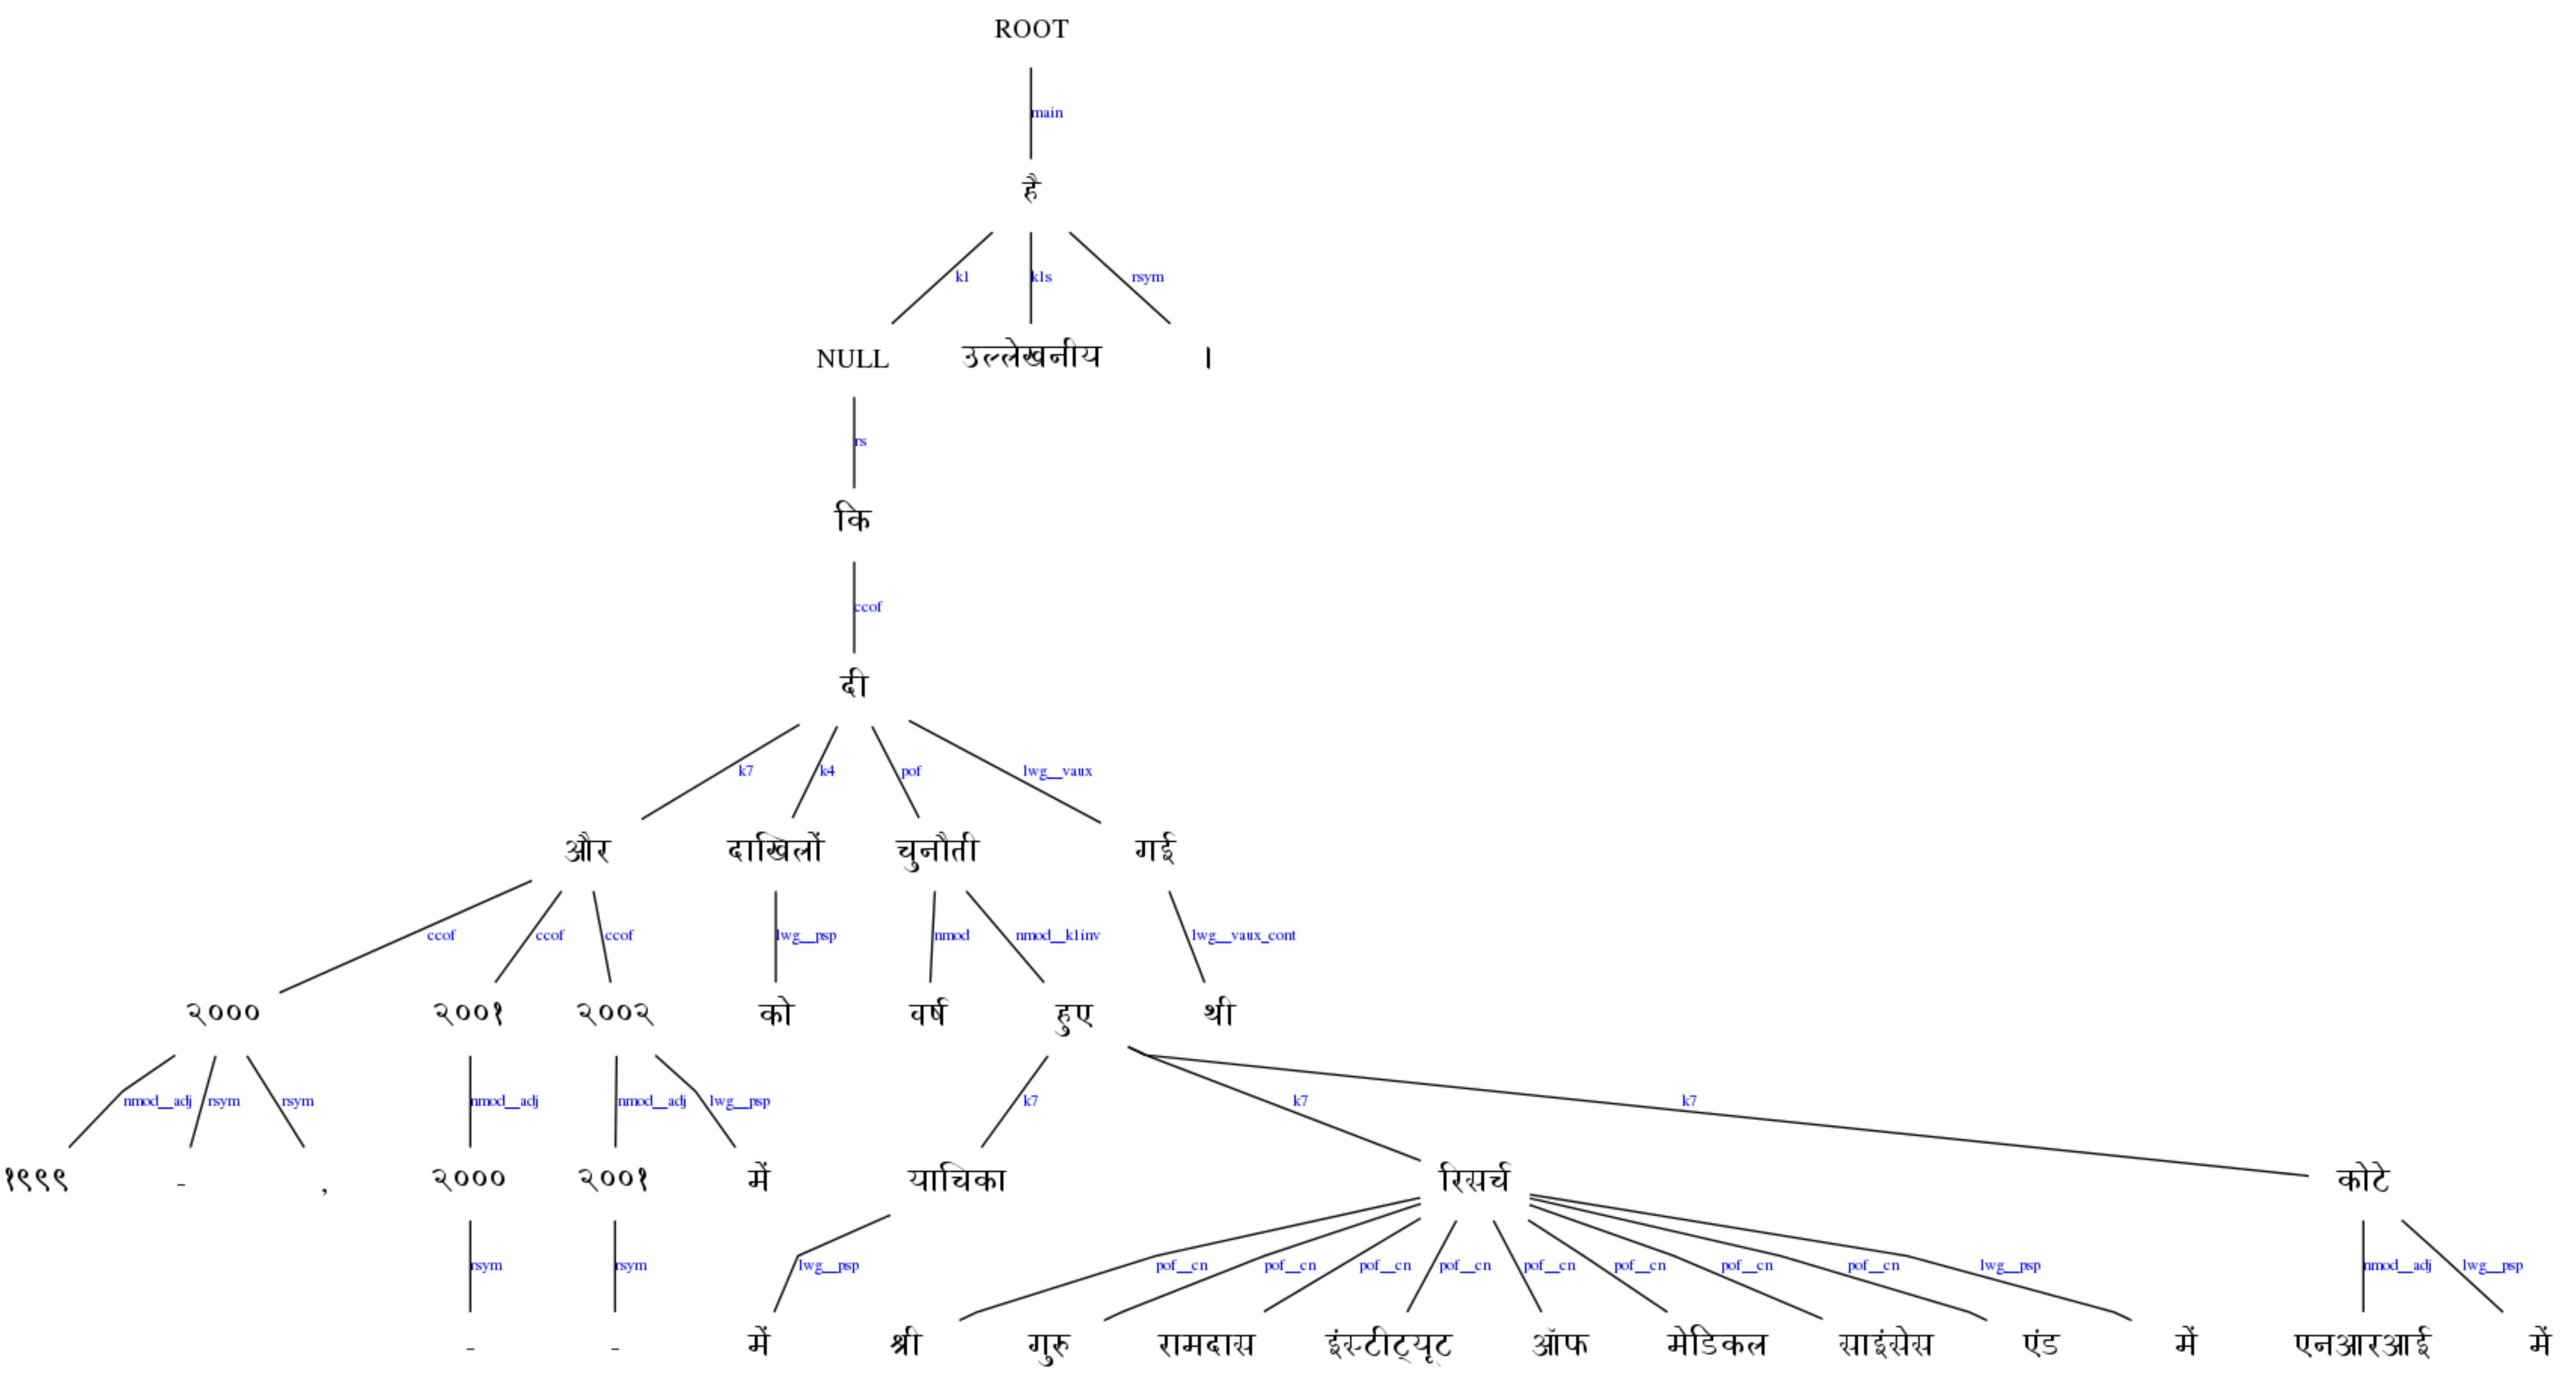 ROOT
main
है
k1 k1s rsym
NULL उल्लेखनीय ।
rs
कि
ccof
दी
k7 k4 pof lwg__vaux
और दाखिलों चुनौती गई
ccof ccof ccof lwg__psp nmod nmod__k1inv lwg__vaux_cont
२००० २००१ २००२ को वर्ष हुए थी
nmod__adj rsym rsym nmod__adj nmod__adj lwg__psp k7 k7 k7
१९९९ - , २००० २००१ में याचिका रिसर्च कोटे
rsym rsym lwg__psp pof__cn pof__cn pof__cn pof__cn pof__cn pof__cn pof__cn pof__cn lwg__psp nmod__adj lwg__psp
- - में श्री गुरु रामदास इंस्टीट्यूट ऑफ मेडिकल साइंसेस एंड में एनआरआई में